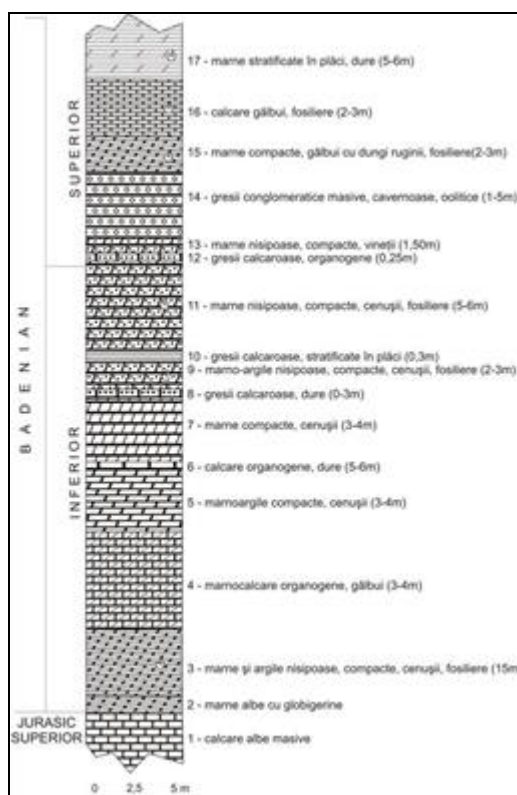 BADENIAN
SUPERIOR
INFERIOR
17 - marne stratificate în plăci, dure (5-6m)
16 - calcare gălbui, fosiliere (2-3m)
15 - marne compacte, gălbui cu dungi ruginii, fosiliere(2-3m)
14 - gresii conglomeratice masive, cavernoase, oolitice (1-5m)
13 - marne nisipoase, compacte, vineții (1,50m)
12 - gresii calcaroase, organogene (0,25m)
11 - marne nisipoase, compacte, cenușii, fosiliere (5-6m)
10 - gresii calcaroase, stratificate în plăci (0,3m)
9 - marno-argile nisipoase, compacte, cenușii, fosiliere (2-3m)
8 - gresii calcaroase, dure (0-3m)
7 - marne compacte, cenușii (3-4m)
6 - calcare organogene, dure (5-6m)
5 - marnoargile compacte, cenușii (3-4m)
4 - marnocalcare organogene, gălbui (3-4m)
3 - marne și argile nisipoase, compacte, cenușii, fosiliere (15m
2 - marne albe cu globigerine
JURASIC
SUPERIOR
1 - calcare albe masive
0 2,5 5 m